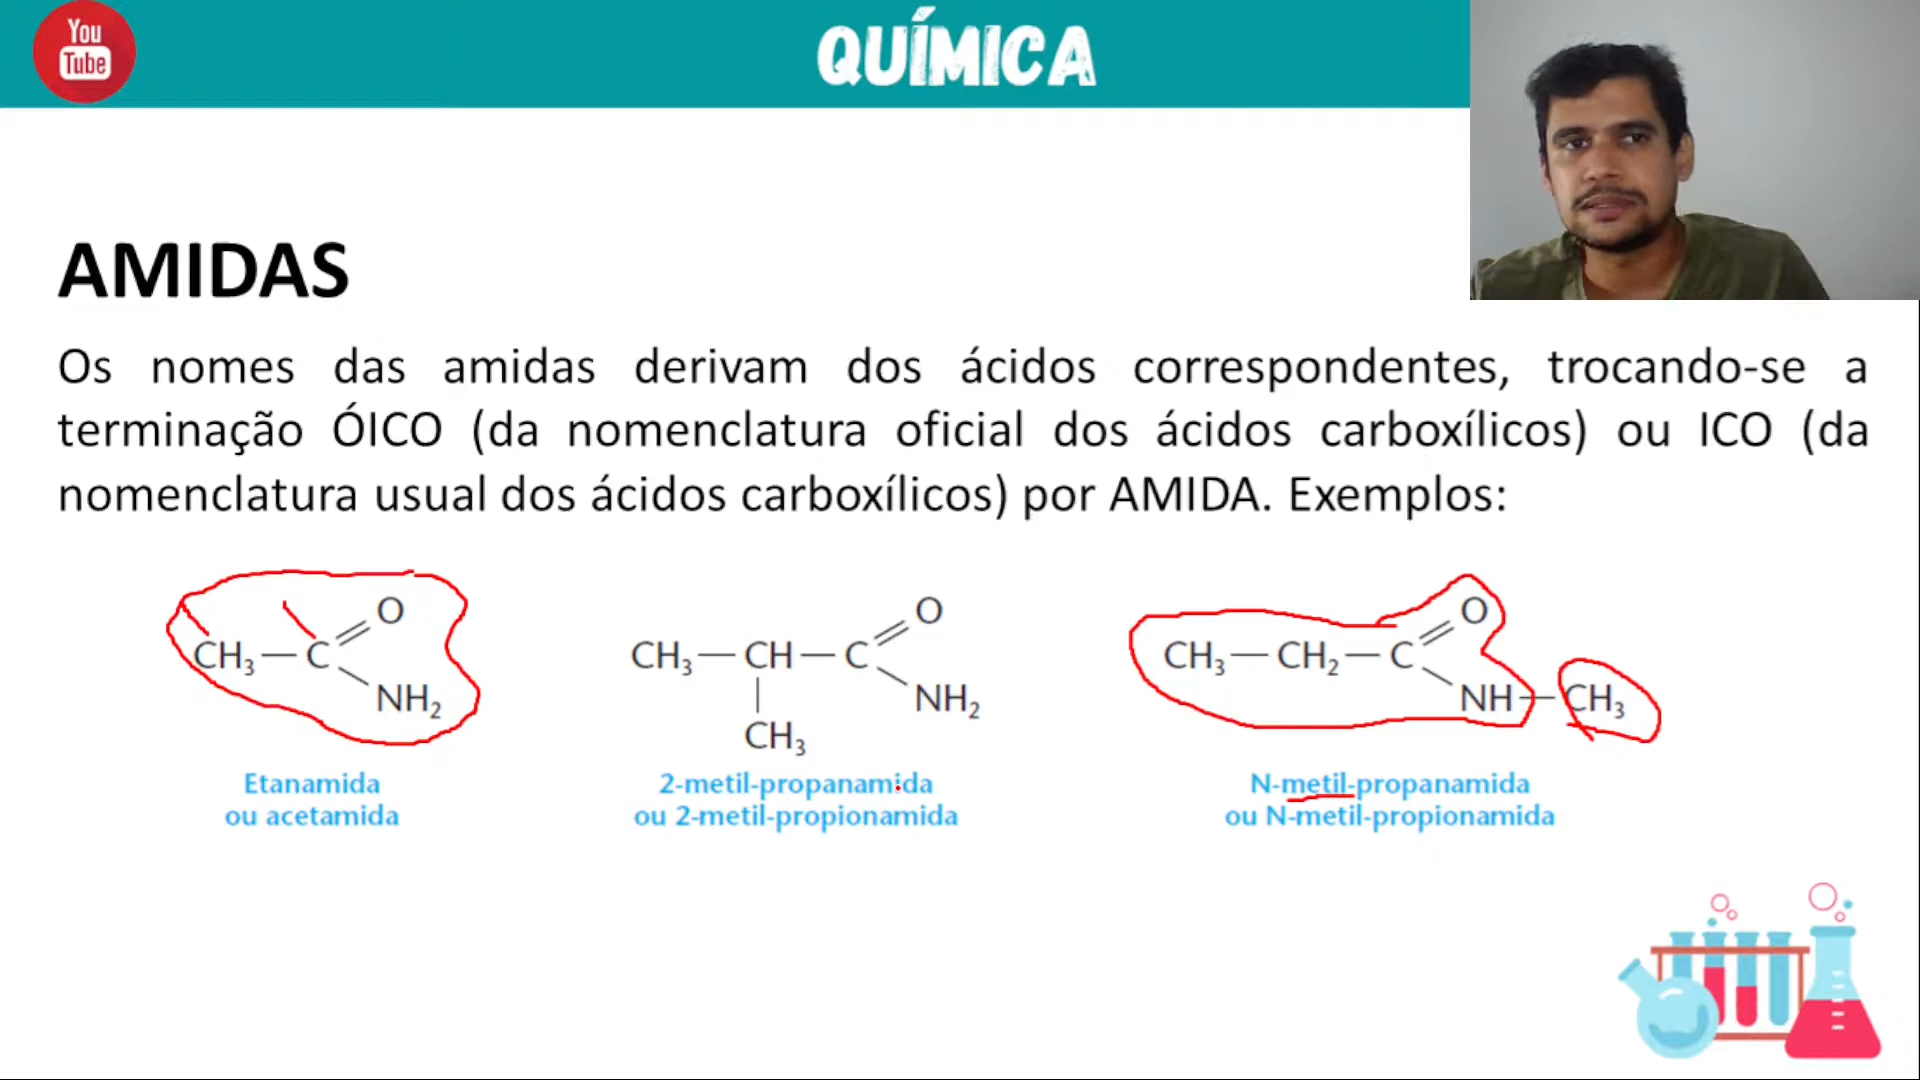 You
Tube
QUÍMICA
AMIDAS
Os nomes das amidas derivam dos ácidos correspondentes, trocando-se a
terminação ÓICO (da nomenclatura oficial dos ácidos carboxílicos) ou ICO (da
nomenclatura usual dos ácidos carboxílicos) por AMIDA. Exemplos:
CH₃—C=O
NH₂
Etanamida
ou acetamida
CH₃—CH—C=O
NH₂
CH₃
2-metil-propanamida
ou 2-metil-propionamida
CH₃—CH₂—C=O
NH—CH₃
N-metil-propanamida
ou N-metil-propionamida